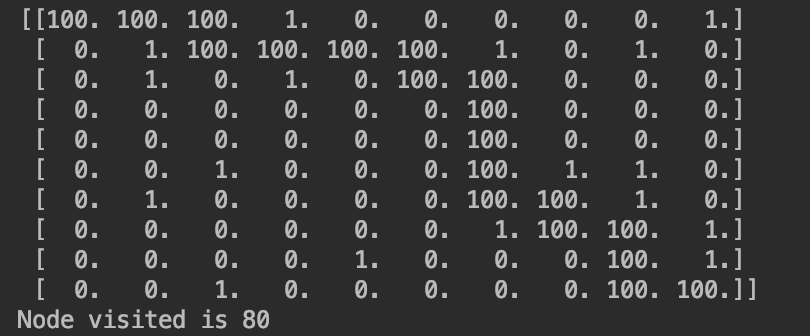 [[100. 100. 100.   1.   0.   0.   0.   0.   0.   1.]
 [  0.   1. 100. 100. 100. 100.   1.   0.   1.   0.]
 [  0.   1.   0.   1.   0. 100. 100.   0.   0.   0.]
 [  0.   0.   0.   0.   0.   0. 100.   0.   0.   0.]
 [  0.   0.   0.   0.   0.   0. 100.   0.   0.   0.]
 [  0.   0.   1.   0.   0.   0. 100.   1.   1.   0.]
 [  0.   1.   0.   0.   0.   0. 100. 100.   1.   0.]
 [  0.   0.   0.   0.   0.   0.   1. 100. 100.   1.]
 [  0.   0.   0.   0.   1.   0.   0.   0. 100.   1.]
 [  0.   0.   1.   0.   0.   0.   0.   0. 100. 100.]]
Node visited is 80